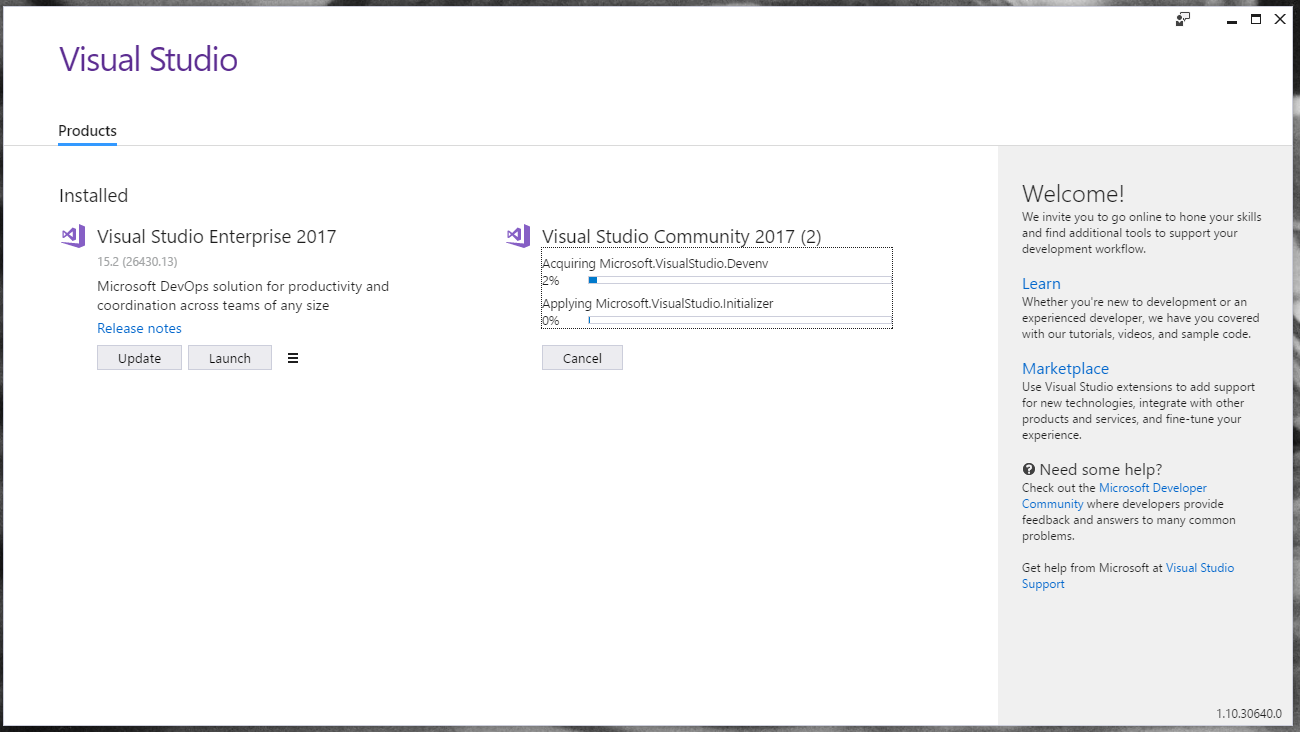 Visual Studio
Products
Installed
Visual Studio Enterprise 2017
15.2 (26430.13)
Microsoft DevOps solution for productivity and
coordination across teams of any size
Release notes
Update
Launch
Visual Studio Community 2017 (2)
Acquiring Microsoft.VisualStudio.Devenv
2%
Applying Microsoft.VisualStudio.Initializer
0%
Cancel
Welcome!
We invite you to go online to hone your skills
and find additional tools to support your
development workflow.
Learn
Whether you're new to development or an
experienced developer, we have you covered
with our tutorials, videos, and sample code.
Marketplace
Use Visual Studio extensions to add support
for new technologies, integrate with other
products and services, and fine-tune your
experience.
Need some help?
Check out the Microsoft Developer
Community where developers provide
feedback and answers to many common
problems.
Get help from Microsoft at Visual Studio
Support
1.10.30640.0